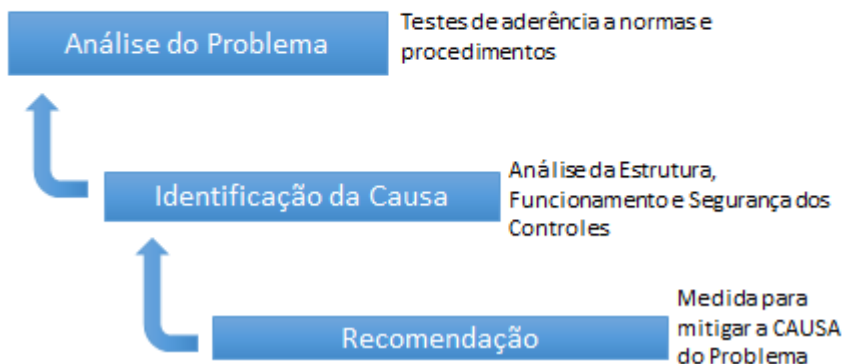 Análise do Problema
Testes de aderência a normas e
procedimentos
Identificação da Causa
Análise da Estrutura,
Funcionamento e Segurança dos
Controles
Recomendação
Medida para
mitigar a CAUSA
do Problema